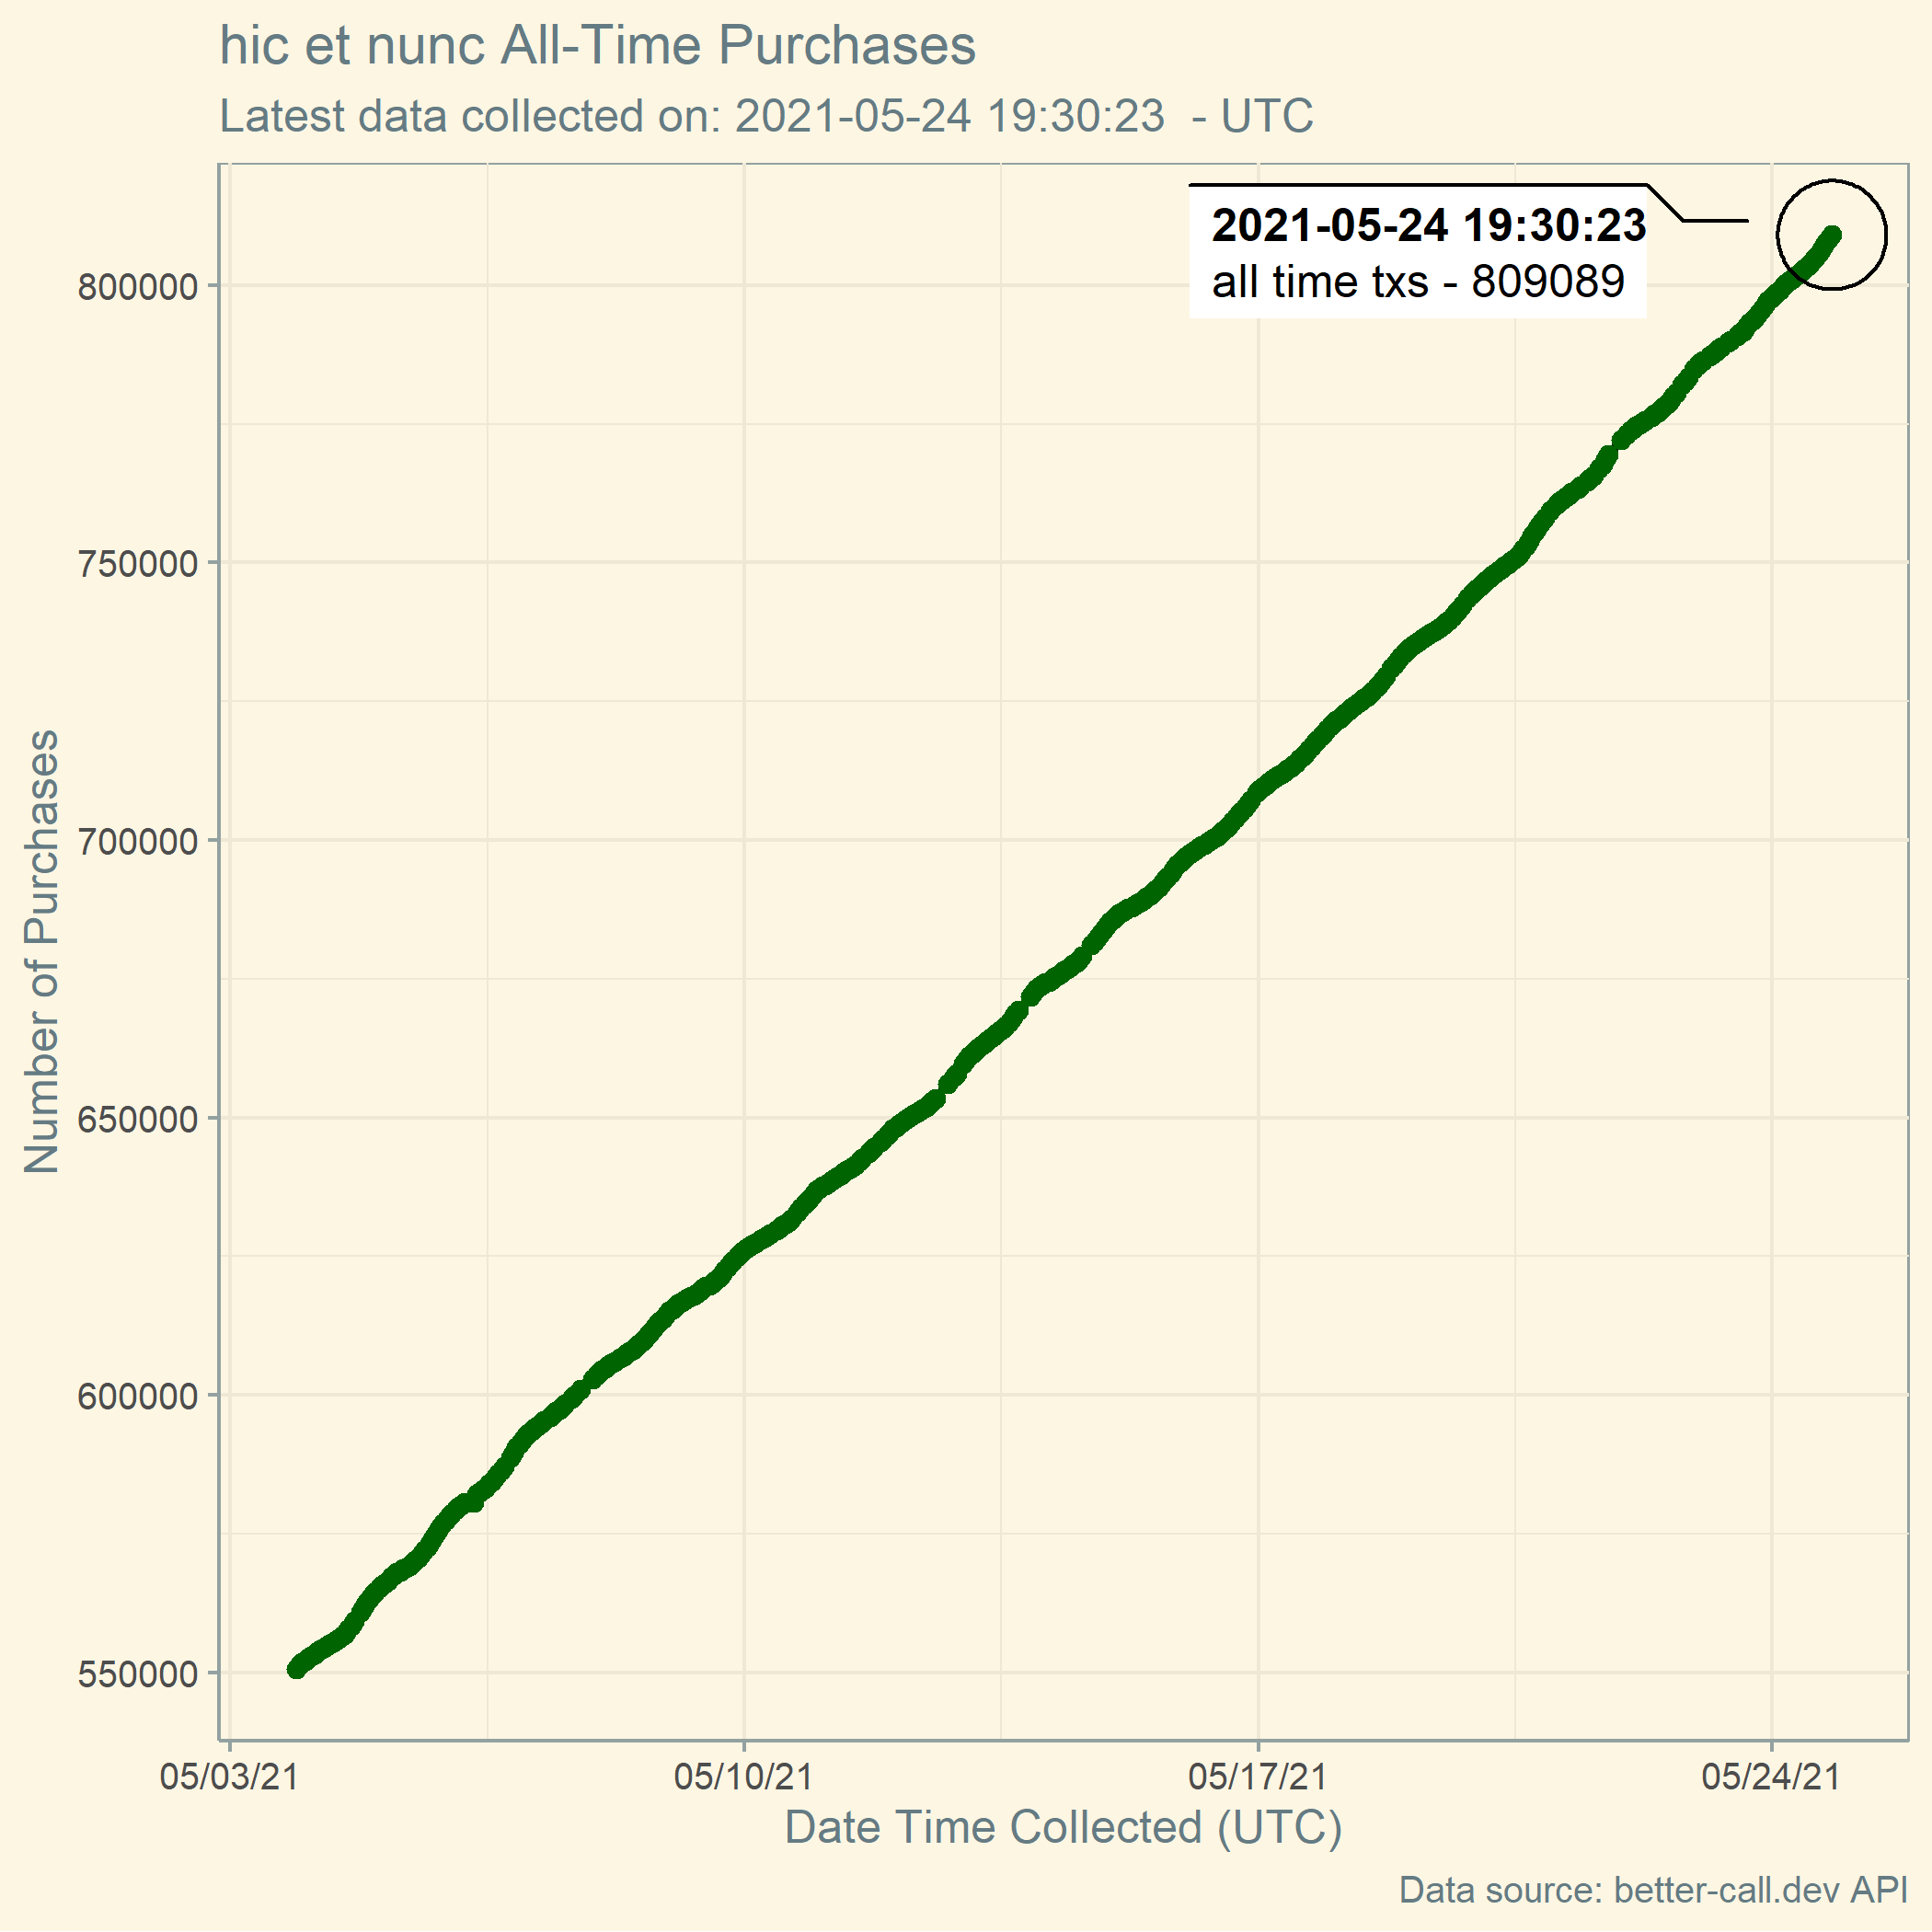 hic et nunc All-Time Purchases
Latest data collected on: 2021-05-24 19:30:23  - UTC
2021-05-24 19:30:23
all time txs - 809089
800000
750000
700000
650000
600000
550000
Number of Purchases
05/03/21
05/10/21
05/17/21
05/24/21
Date Time Collected (UTC)
Data source: better-call.dev API